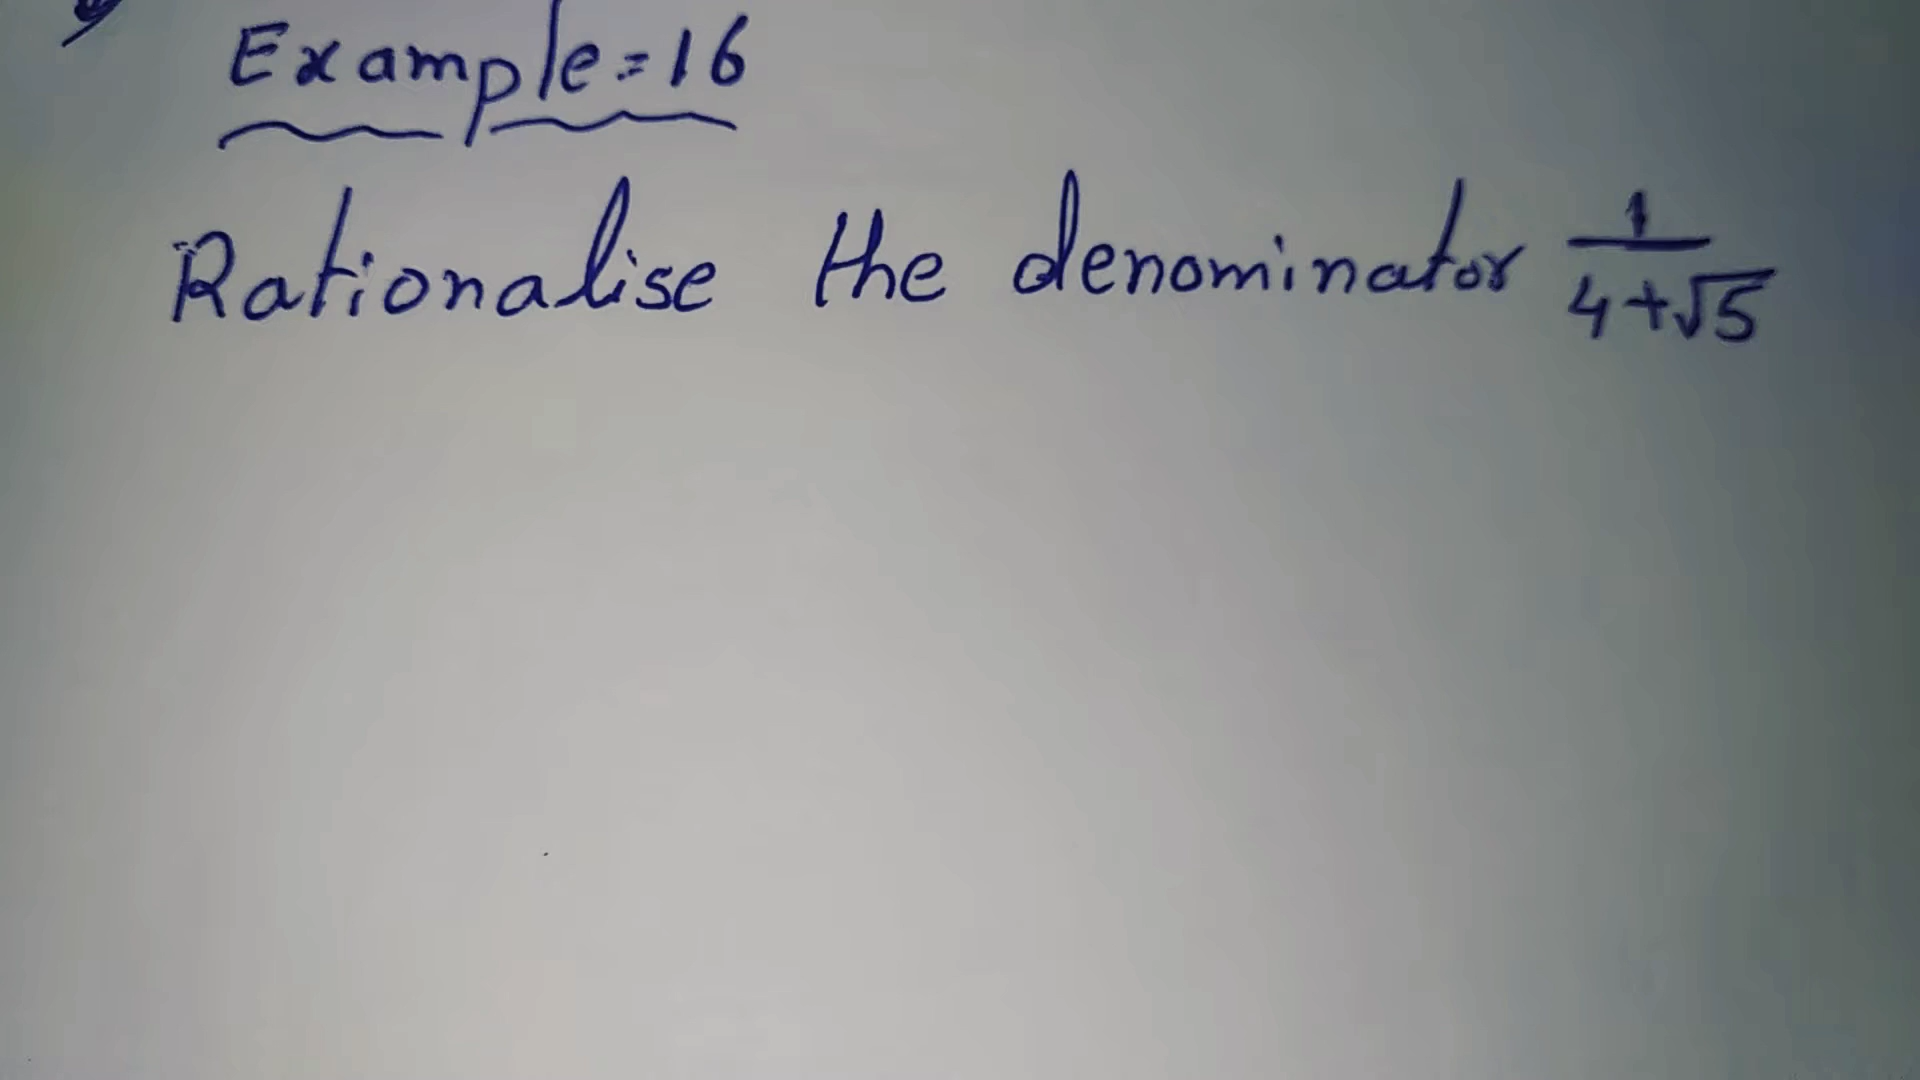 Example=16
Rationalise the denominator 1/4+√5